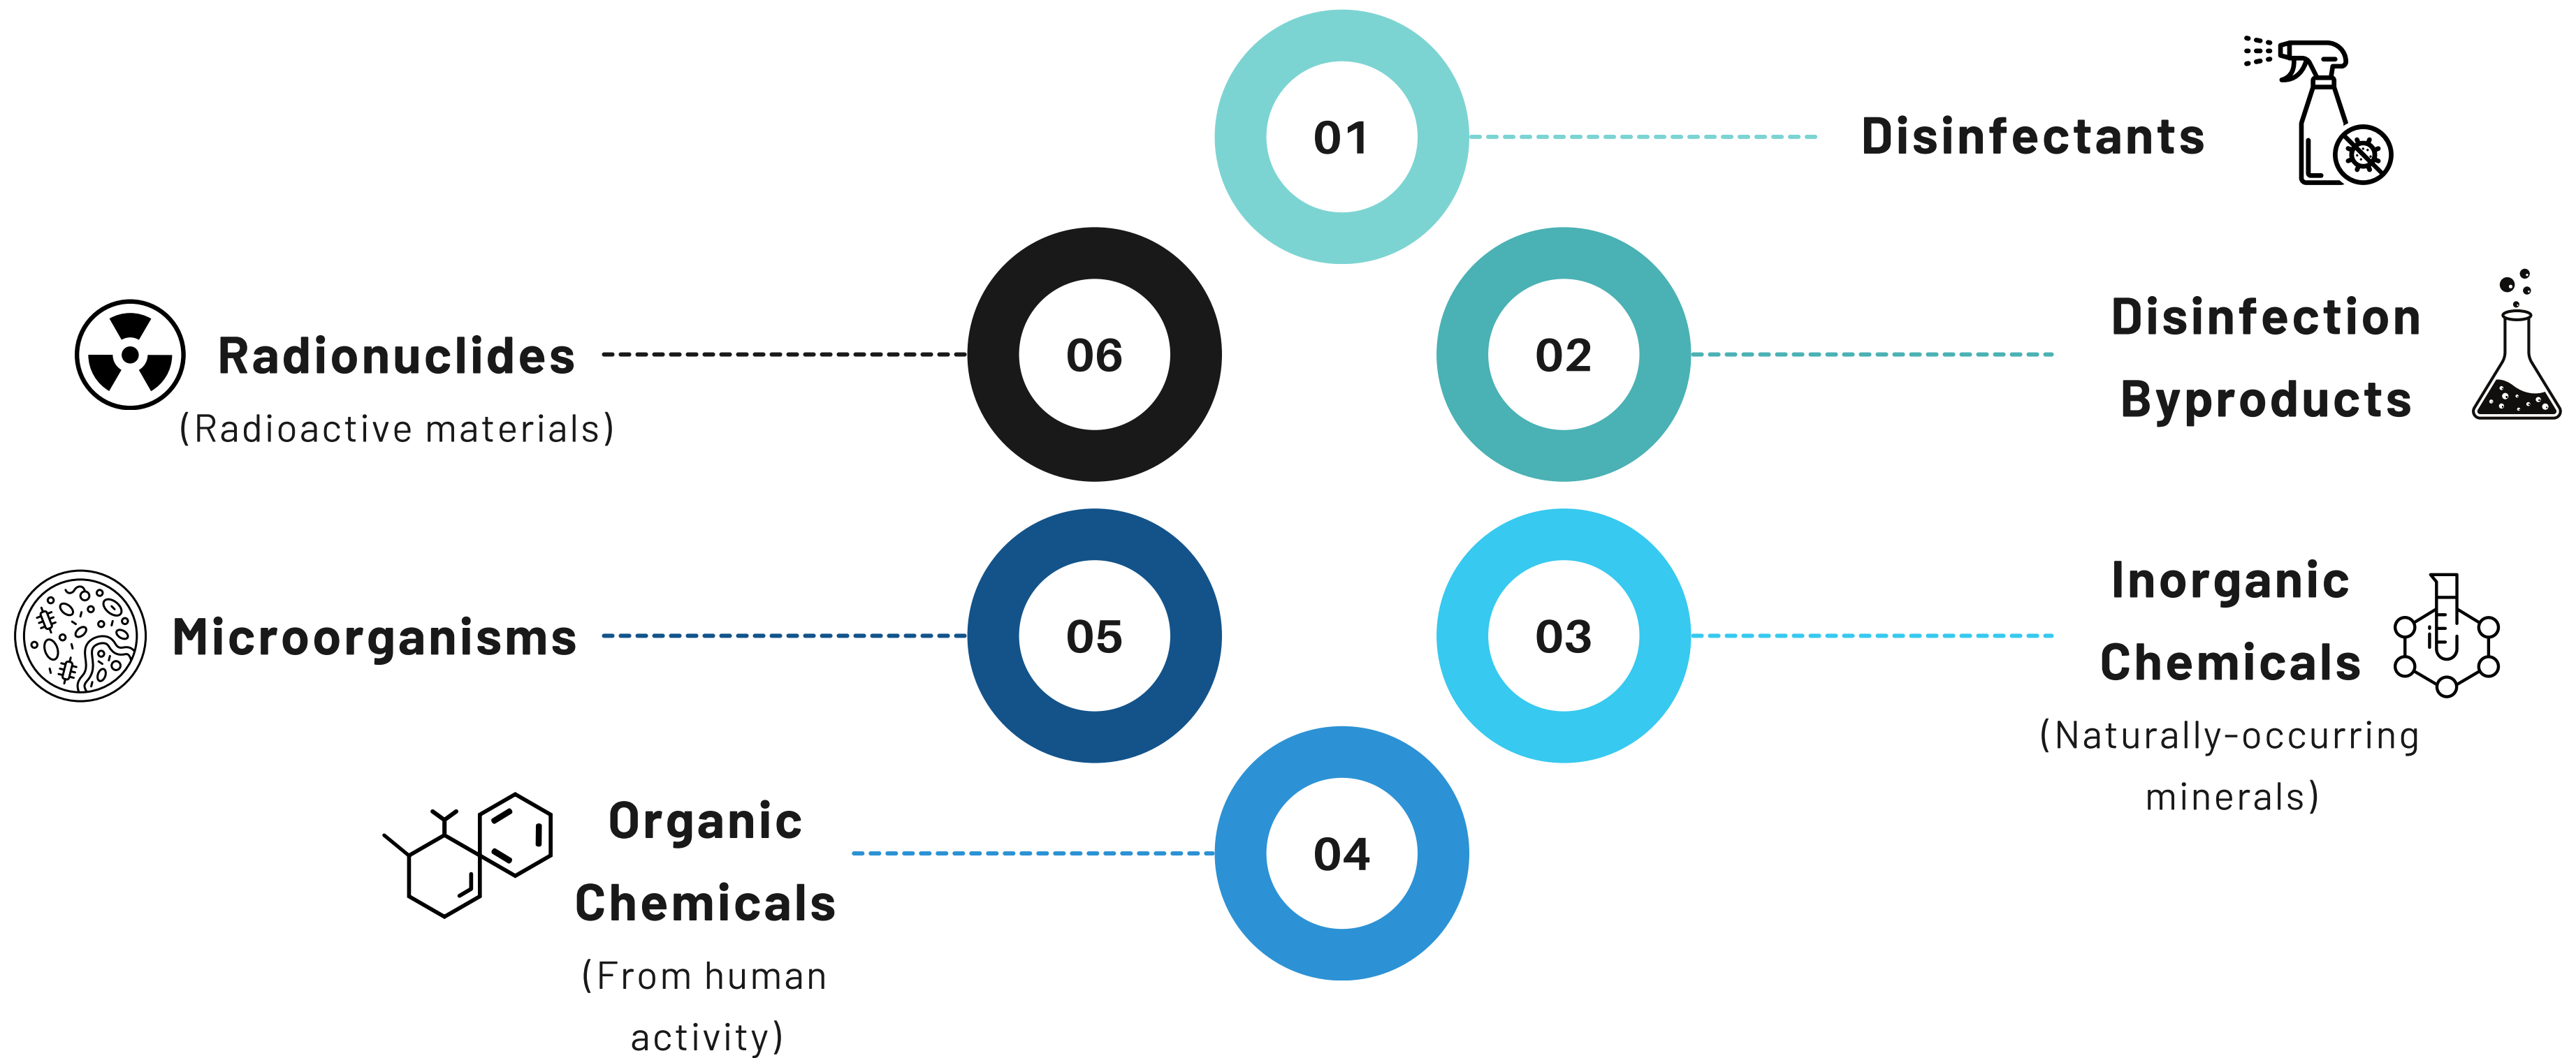 01
Disinfectants
02
Disinfection
Byproducts
03
Inorganic
Chemicals
(Naturally-occurring
minerals)
04
Organic
Chemicals
(From human
activity)
05
Microorganisms
06
Radionuclides
(Radioactive materials)